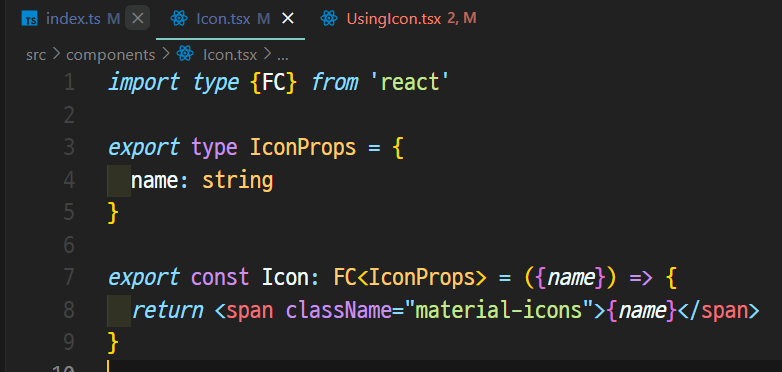 TS index.ts M
Icon.tsx M
UsingIcon.tsx 2, M
src > components > Icon.tsx > ...
1 import type {FC} from 'react'
2
3 export type IconProps = {
4 name: string
5 }
6
7 export const Icon: FC<IconProps> = ({name}) => {
8 return <span className="material-icons">{name}</span>
9 }
10